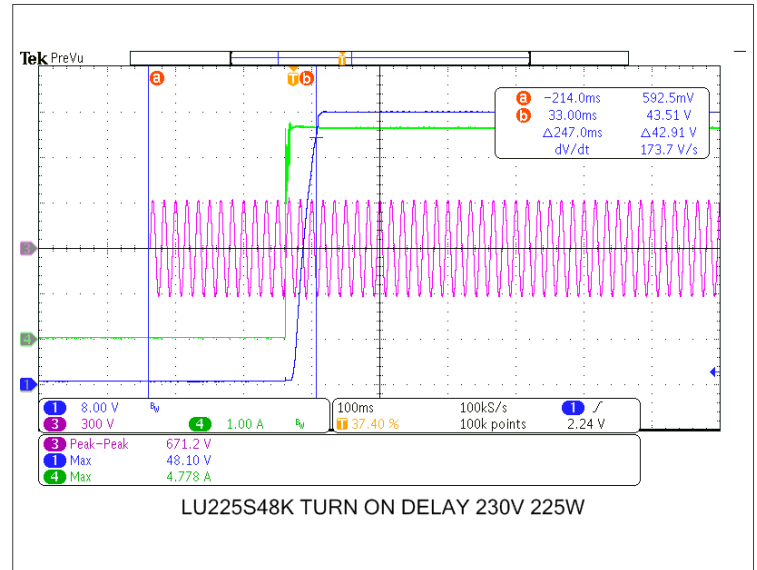 Tek PreVu
T
a T b
a -214.0ms 592.5mV
b 33.00ms 43.51 V
Δ247.0ms Δ42.91 V
dV/dt 173.7 V/s
3
4
1
1 8.00 V BW
3 300 V 4 1.00 A BW
100ms 100kS/s 1
T 37.40 % 100k points 2.24 V
3 Peak-Peak 671.2 V
1 Max 48.10 V
4 Max 4.778 A
LU225S48K TURN ON DELAY 230V 225W